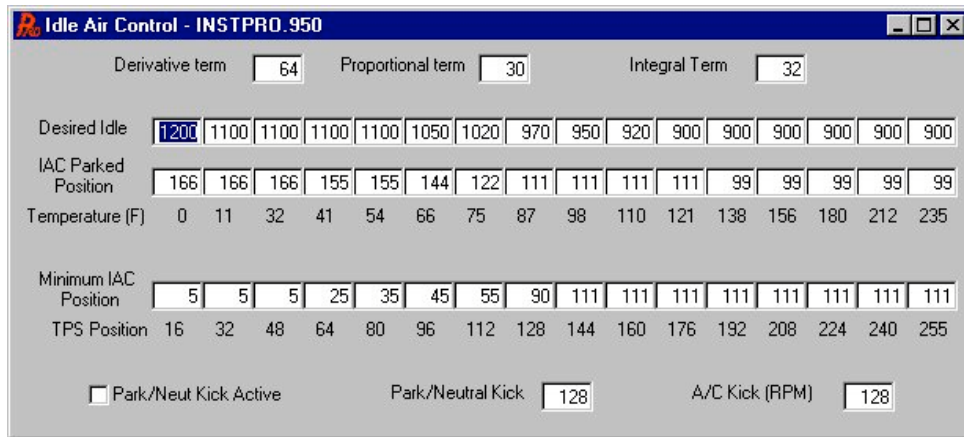 Idle Air Control - INSTPRO.950
Derivative term 64 Proportional term 30 Integral Term 32
Desired Idle 1200 1100 1100 1100 1100 1050 1020 970 950 920 900 900 900 900 900 900
IAC Parked
Position 166 166 166 155 155 144 122 111 111 111 111 99 99 99 99 99
Temperature (F) 0 11 32 41 54 66 75 87 98 110 121 138 156 180 212 235
Minimum IAC
Position 5 5 5 25 35 45 55 90 111 111 111 111 111 111 111 111
TPS Position 16 32 48 64 80 96 112 128 144 160 176 192 208 224 240 255
Park/Neut Kick Active Park/Neutral Kick 128 A/C Kick (RPM) 128